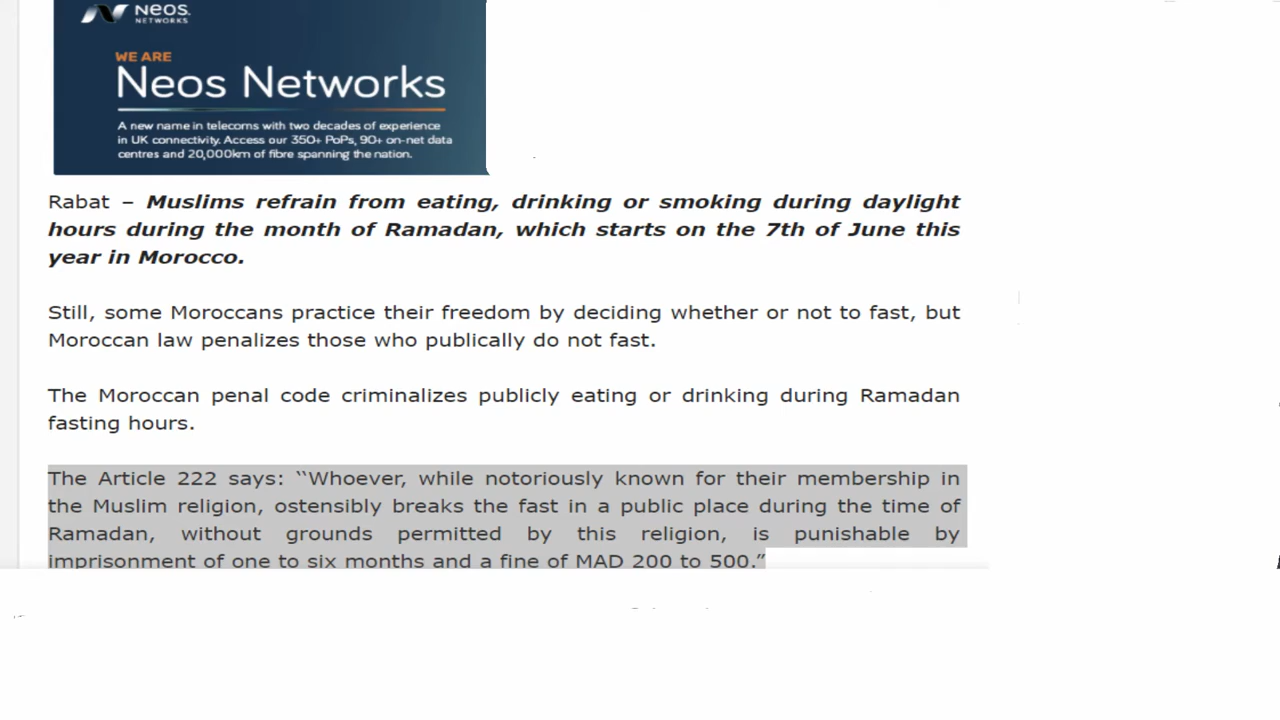 NEOS.
NETWORKS
WE ARE
Neos Networks
A new name in telecoms with two decades of experience
in UK connectivity. Access our 350+ PoPs, 90+ on-net data
centres and 20,000km of fibre spanning the nation.
Rabat – Muslims refrain from eating, drinking or smoking during daylight
hours during the month of Ramadan, which starts on the 7th of June this
year in Morocco.
Still, some Moroccans practice their freedom by deciding whether or not to fast, but
Moroccan law penalizes those who publically do not fast.
The Moroccan penal code criminalizes publicly eating or drinking during Ramadan
fasting hours.
The Article 222 says: ‘‘Whoever, while notoriously known for their membership in
the Muslim religion, ostensibly breaks the fast in a public place during the time of
Ramadan, without grounds permitted by this religion, is punishable by
imprisonment of one to six months and a fine of MAD 200 to 500.”